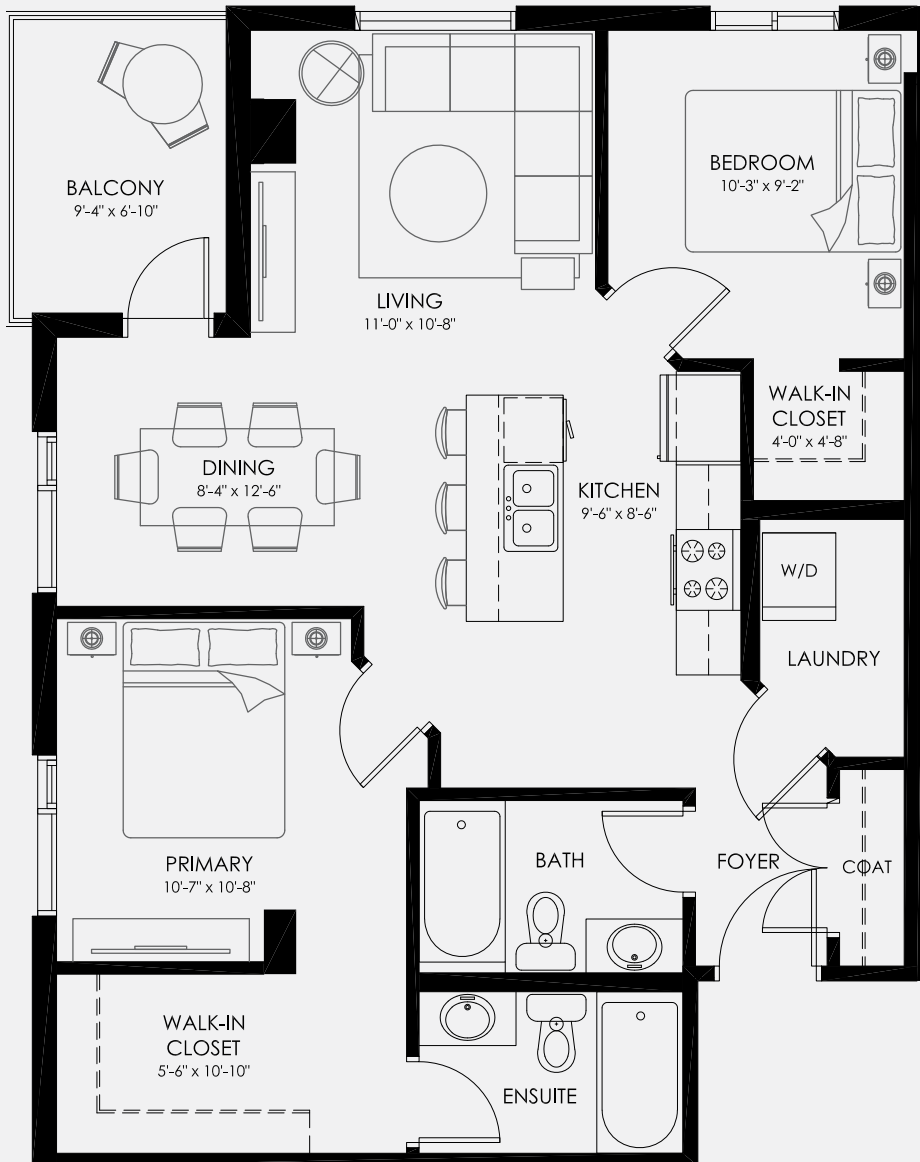 BALCONY
9'-4" x 6'-10"
LIVING
11'-0" x 10'-8"
BEDROOM
10'-3" x 9'-2"
WALK-IN
CLOSET
4'-0" x 4'-8"
DINING
8'-4" x 12'-6"
KITCHEN
9'-6" x 8'-6"
W/D
LAUNDRY
PRIMARY
10'-7" x 10'-8"
BATH
FOYER
COAT
WALK-IN
CLOSET
5'-6" x 10'-10"
ENSUITE